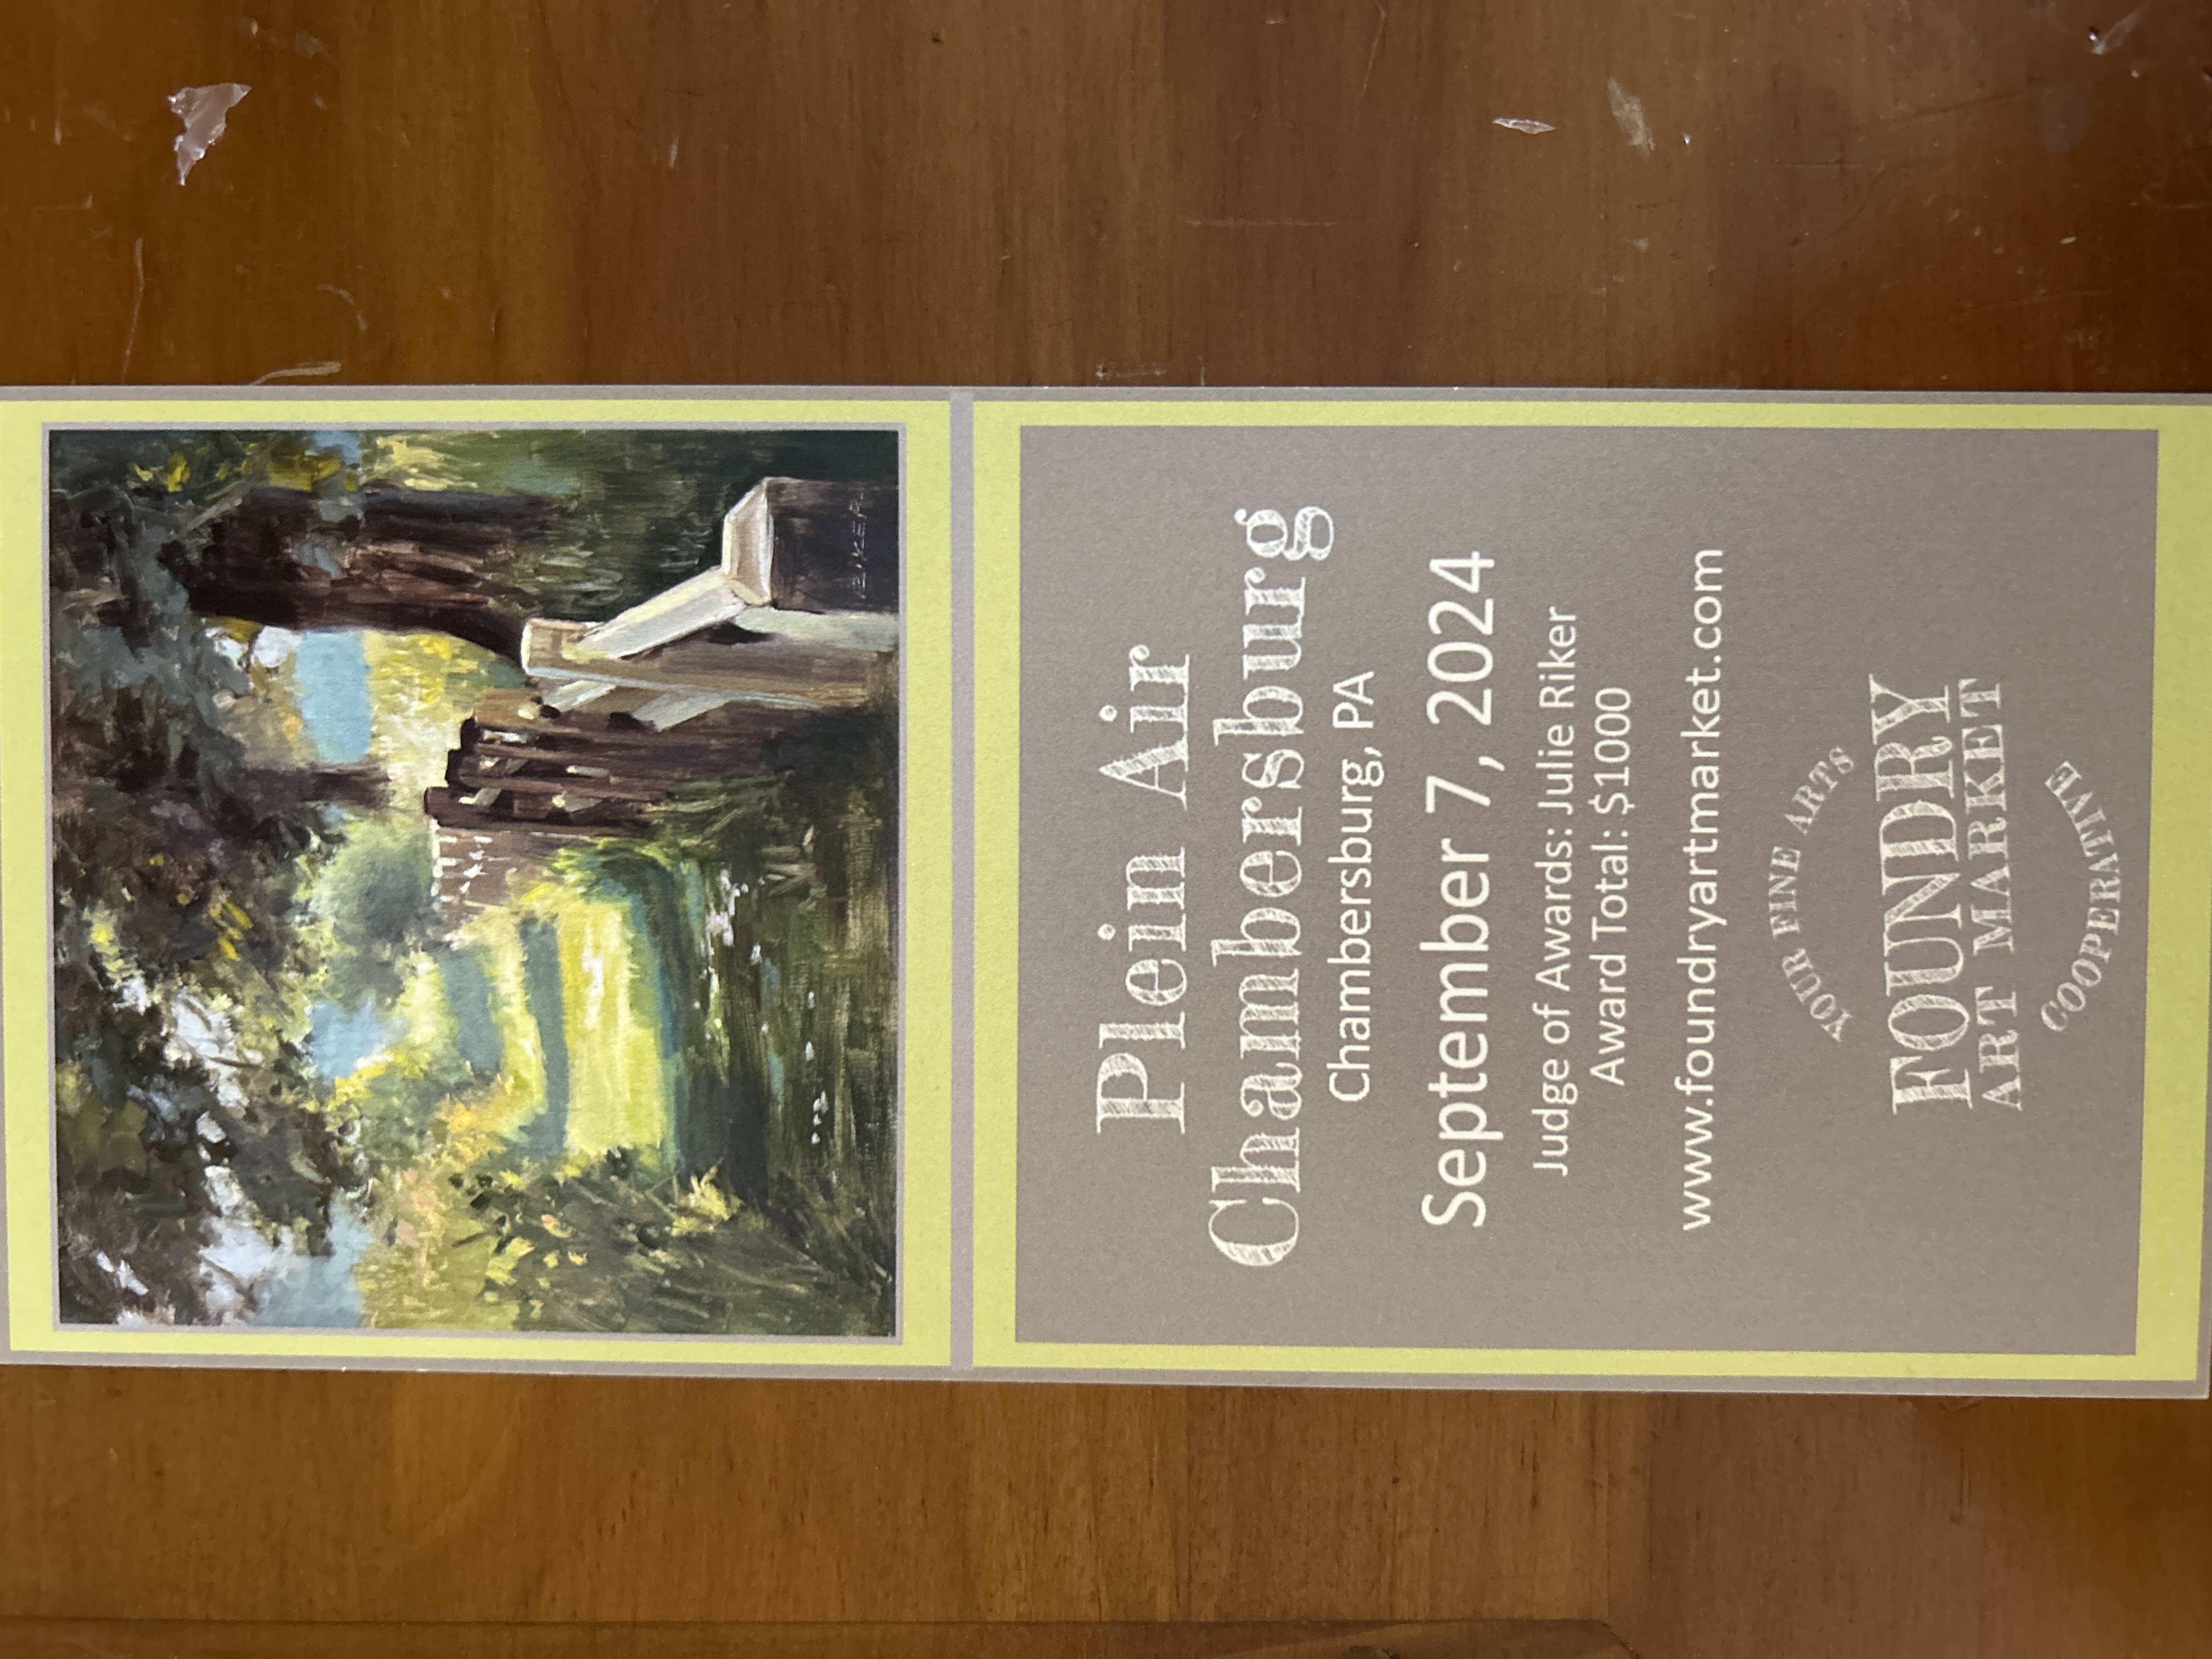 Plein Air
Chambersburg
Chambersburg, PA
September 7, 2024
Judge of Awards: Julie Riker
Award Total: $1000
www.foundryartmarket.com
YOUR FINE ARTS
FOUNDRY
ART MARKET
COOPERATIVE